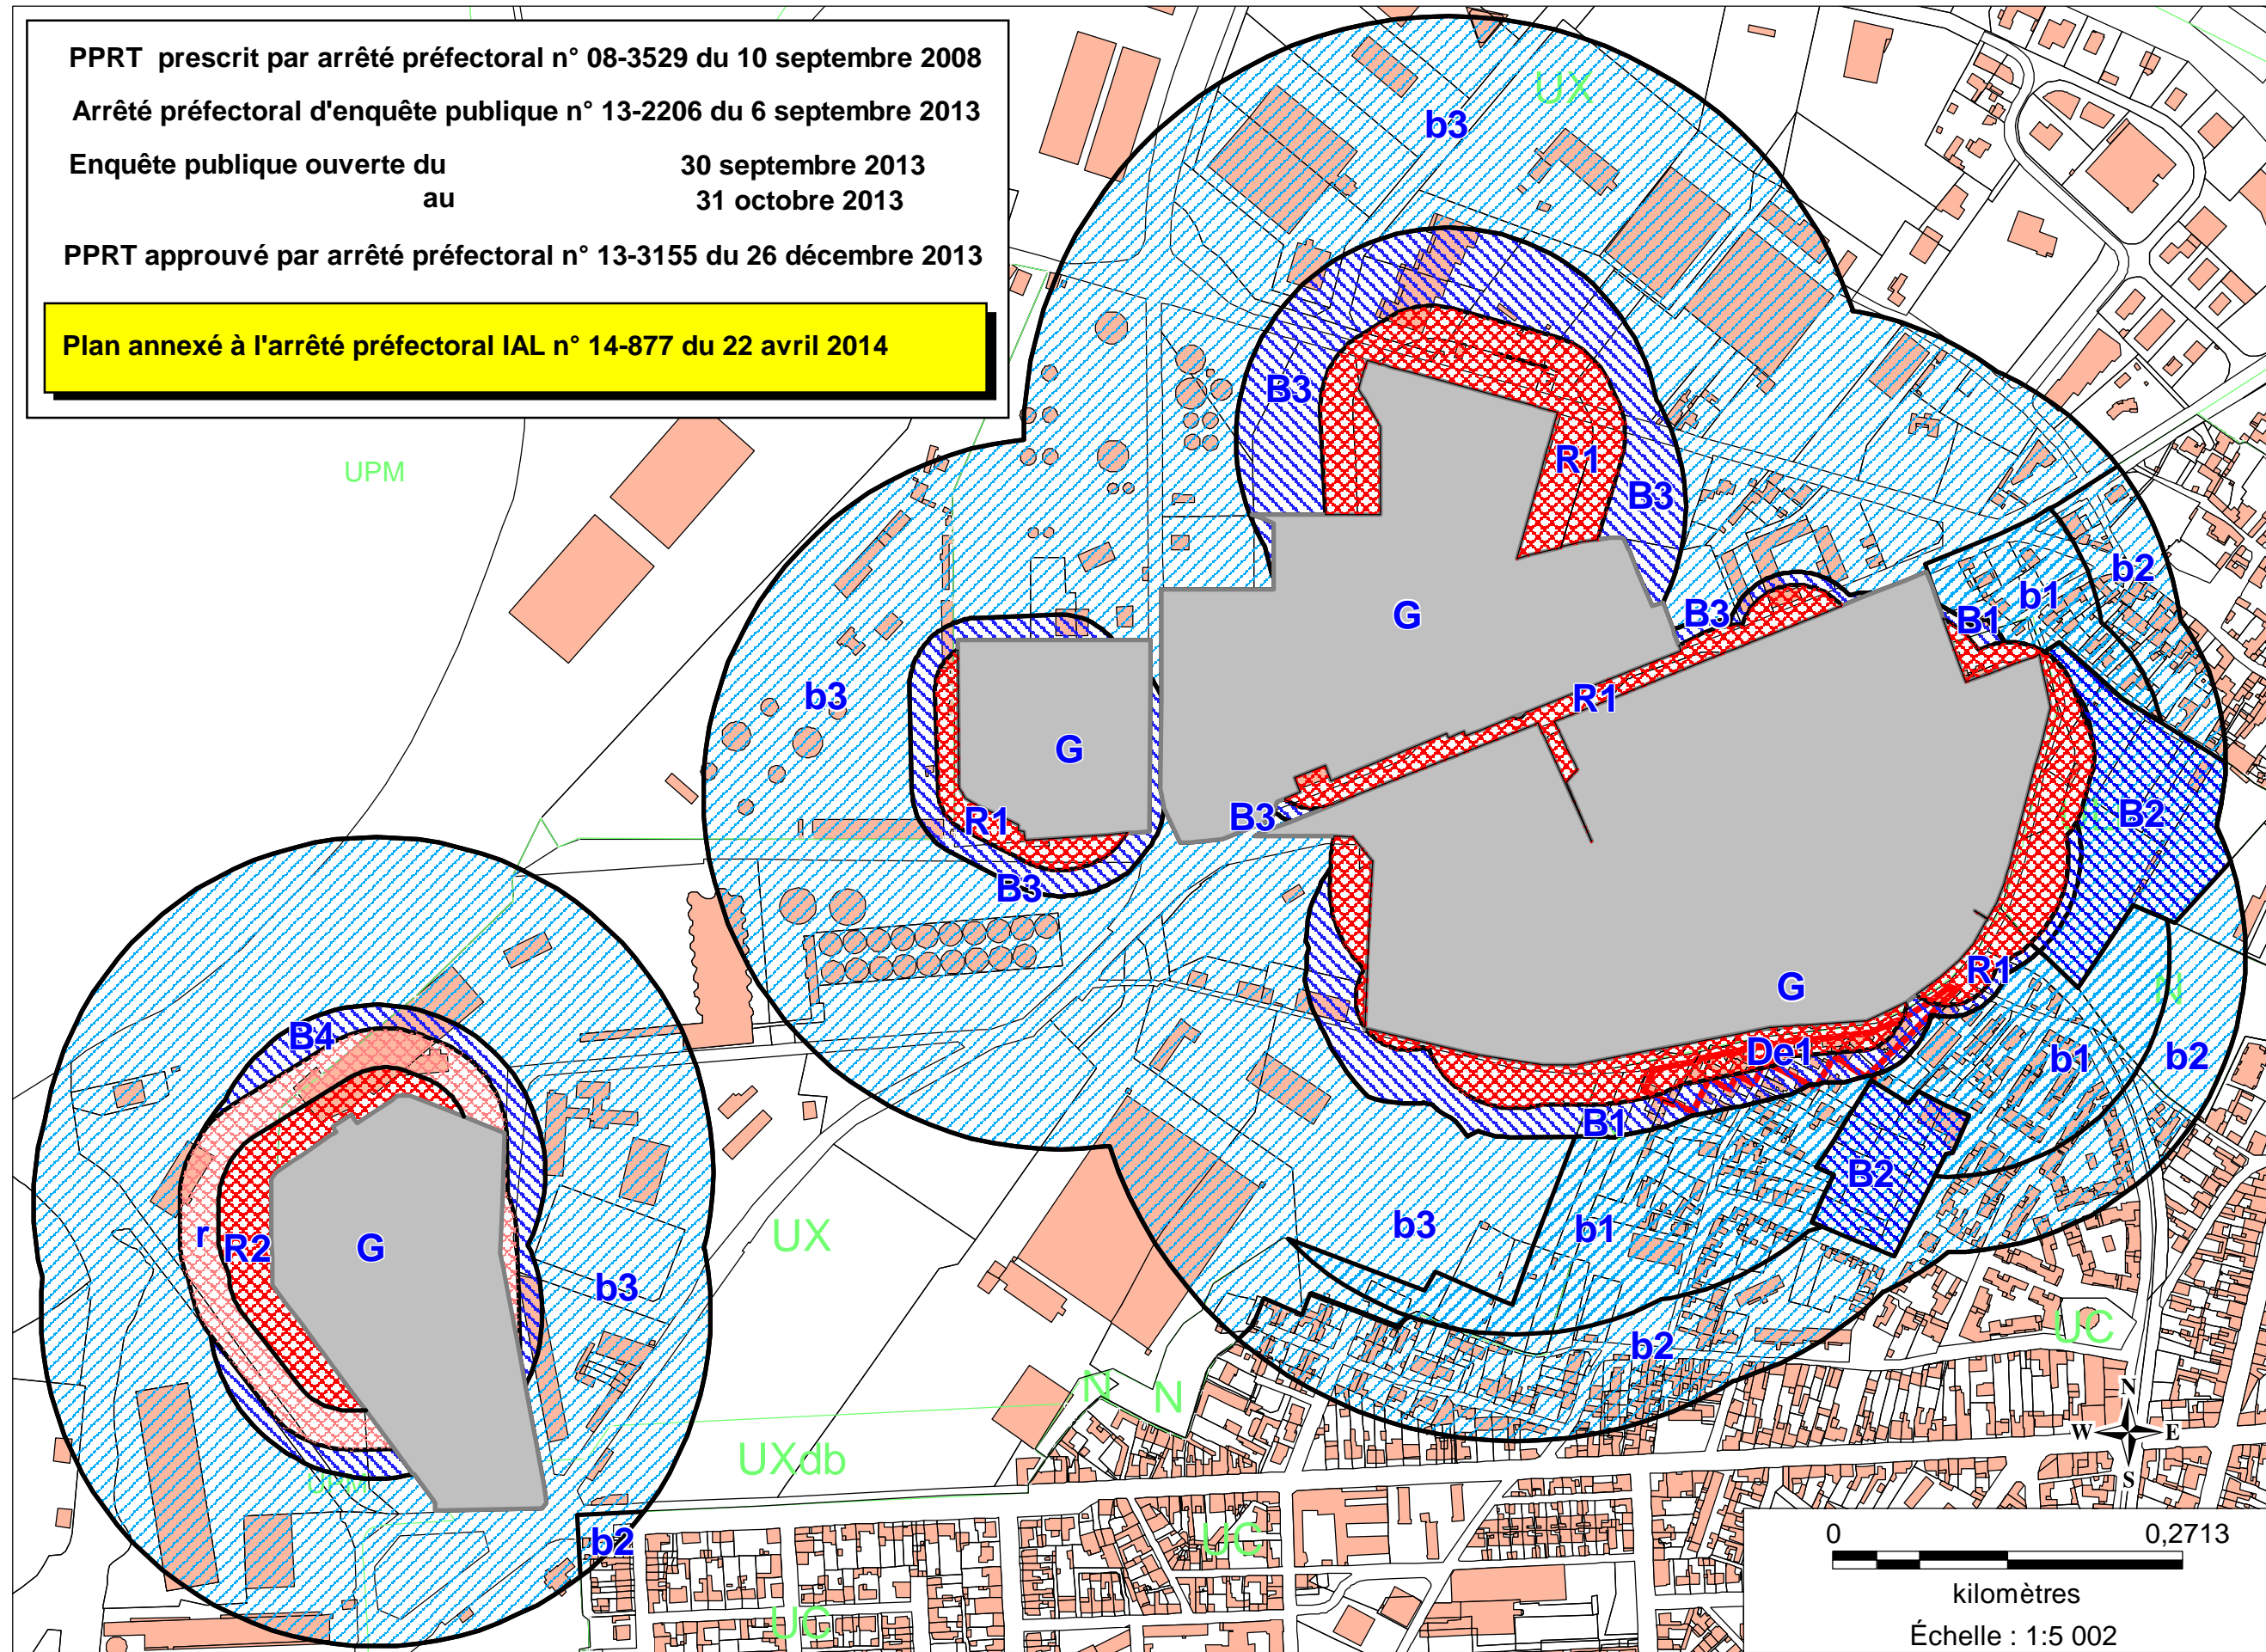 PPRT prescrit par arrêté préfectoral n° 08-3529 du 10 septembre 2008
Arrêté préfectoral d'enquête publique n° 13-2206 du 6 septembre 2013
Enquête publique ouverte du 30 septembre 2013
au 31 octobre 2013
PPRT approuvé par arrêté préfectoral n° 13-3155 du 26 décembre 2013
Plan annexé à l'arrêté préfectoral IAL n° 14-877 du 22 avril 2014
UX
b3
B3
R1
B3
UPM
b2
b1
B3
B1
G
R1
b3
G
B2
B3
R1
B3
R1
G
N
B4
De1
b1
b2
B1
B2
r
R2
G
b3
UX
b3
b1
UC
b2
N
N
UXdb
UPM
b2
UC
UC
N
W
E
S
0
0,2713
kilomètres
Échelle : 1:5 002